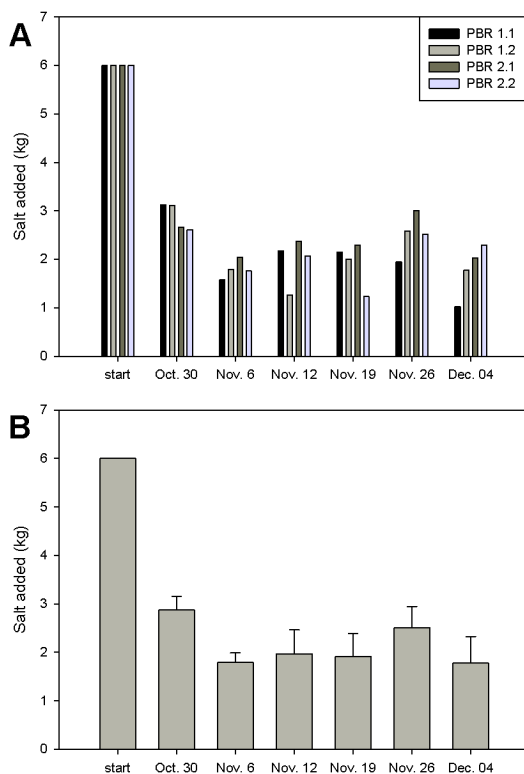 A
7
6
5
4
3
2
1
0
Salt added (kg)
PBR 1.1
PBR 1.2
PBR 2.1
PBR 2.2
start Oct. 30 Nov. 6 Nov. 12 Nov. 19 Nov. 26 Dec. 04
B
7
6
5
4
3
2
1
0
Salt added (kg)
start Oct. 30 Nov. 6 Nov. 12 Nov. 19 Nov. 26 Dec. 04